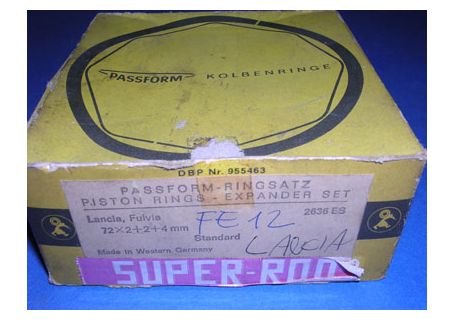 PASSFORM KOLBENRINGE
DBP Nr. 955463
PASSFORM-RINGSATZ
PISTON RINGS - EXPANDER SET
Lancia, Fulvia
2636 ES
72×2+2+4 mm
FE 12
Standard
LANCIA
Made in Western Germany
SUPER-ROD